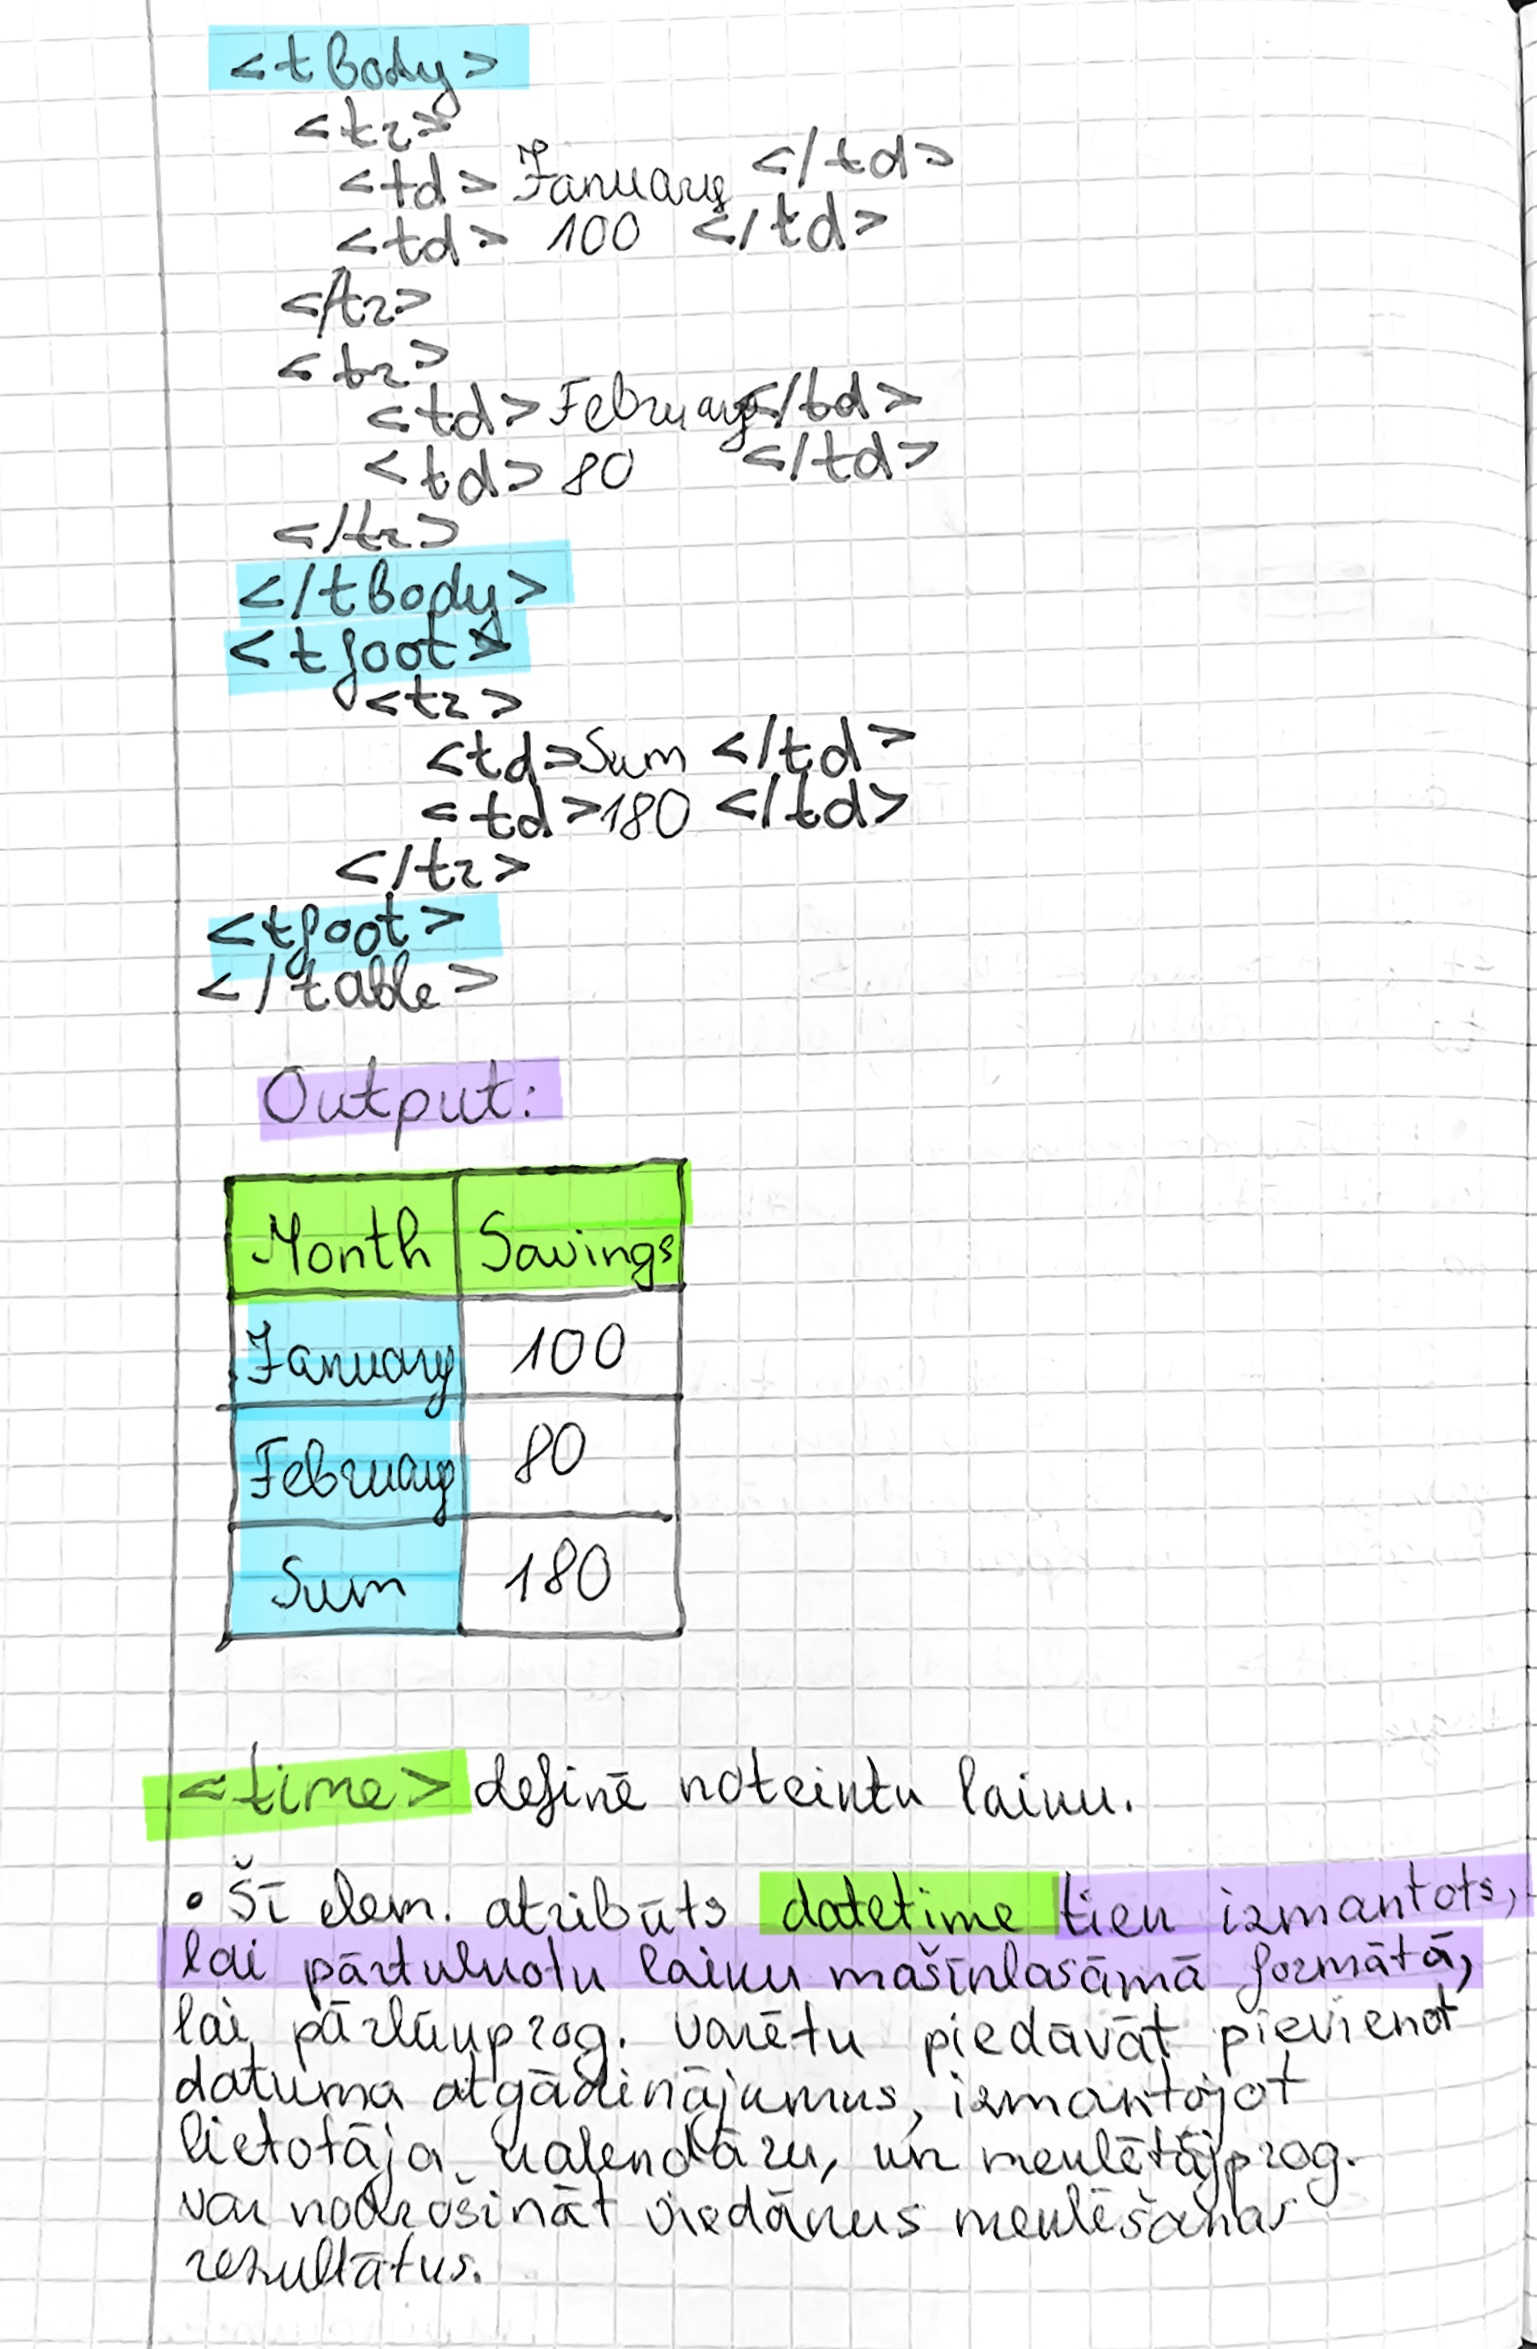 <tbody>
<tr>
<td> January </td>
<td> 100 </td>
</tr>
<tr>
<td> February </td>
<td> 80 </td>
</tr>
</tbody>
<tfoot>
<tr>
<td> Sum </td>
<td> 180 </td>
</tr>
<tfoot>
</table>
Output:
Month Savings
January 100
February 80
Sum 180
<time> definē noteiktu laiku.
• Šī elem. atribūts datetime tiek izmantots,
lai pārtulkotu laiku mašīnlasāmā formātā,
lai pārlūkprog. varētu piedāvāt pievienot
datuma atgādinājumus, izmantojot
lietotāja kalendāru, un meklētājprog.
var nodrošināt viedākus meklēšanas
rezultātus.